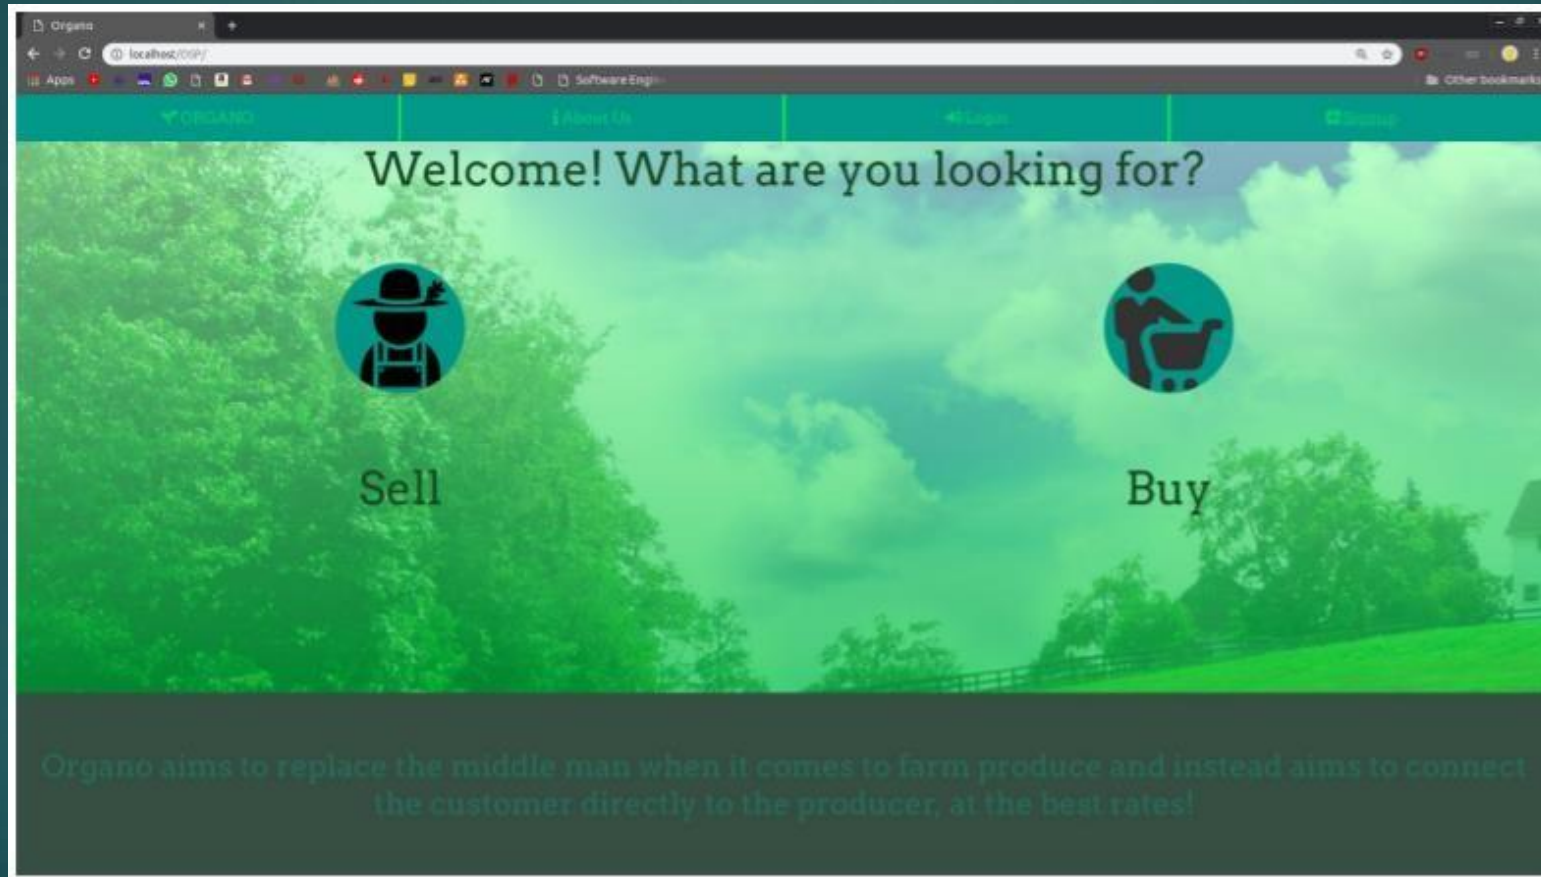 Organo
localhost/OSP/
Apps
Other bookmarks
ORGANO
About Us
Login
Signup
Welcome! What are you looking for?
Sell
Buy
Organo aims to replace the middle man when it comes to farm produce and instead aims to connect
the customer directly to the producer, at the best rates!